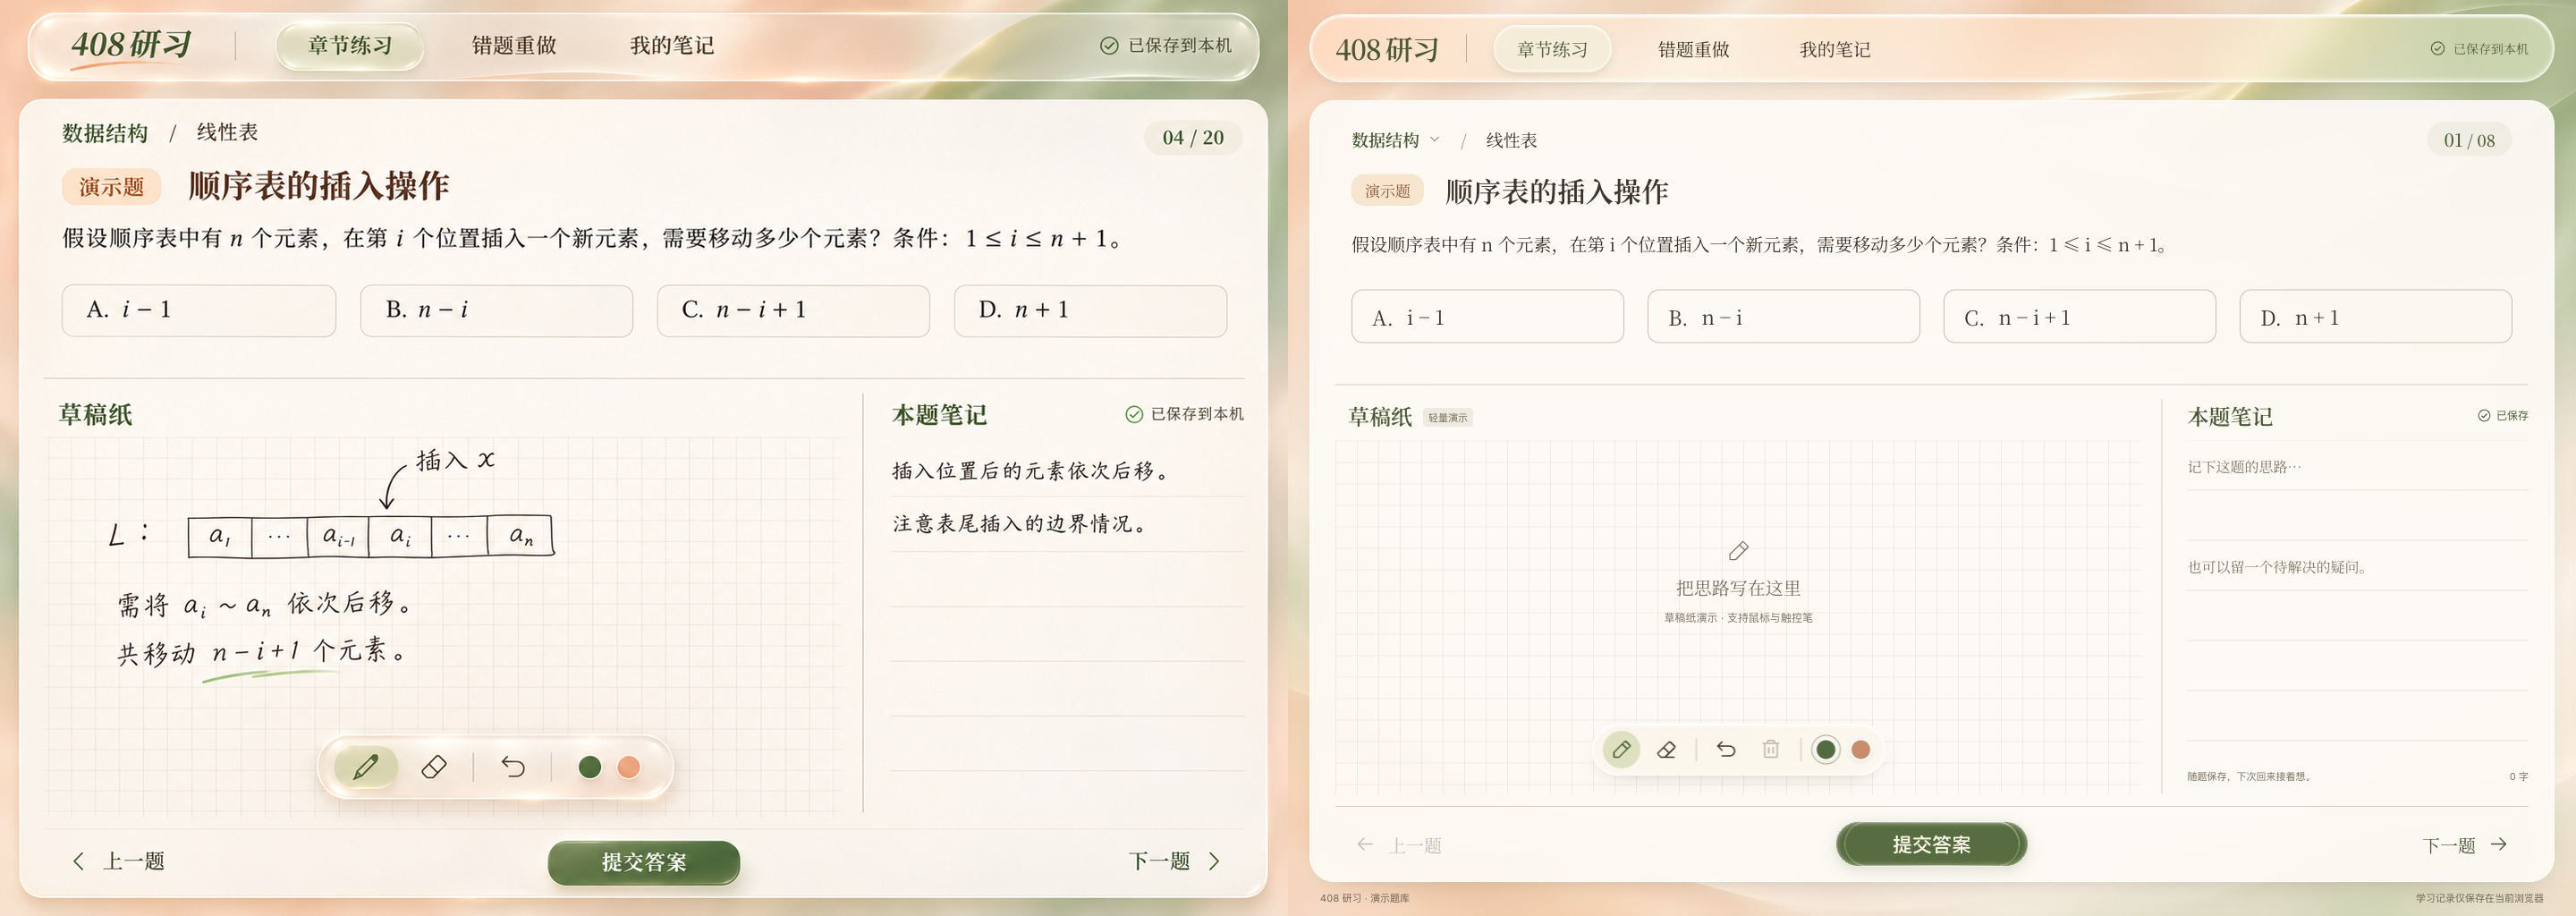 408 研习
章节练习
错题重做
我的笔记
已保存到本机
数据结构 / 线性表
04 / 20
演示题
顺序表的插入操作
假设顺序表中有 n 个元素，在第 i 个位置插入一个新元素，需要移动多少个元素？条件：1 ≤ i ≤ n + 1。
A. i − 1
B. n − i
C. n − i + 1
D. n + 1
草稿纸
插入 x
L：
a₁ … aᵢ₋₁ aᵢ … aₙ
需将 aᵢ ~ aₙ 依次后移。
共移动 n − i + 1 个元素。
本题笔记
已保存到本机
插入位置后的元素依次后移。
注意表尾插入的边界情况。
上一题
提交答案
下一题
408 研习
章节练习
错题重做
我的笔记
已保存到本机
数据结构 / 线性表
01 / 08
演示题
顺序表的插入操作
假设顺序表中有 n 个元素，在第 i 个位置插入一个新元素，需要移动多少个元素？条件：1 ≤ i ≤ n + 1。
A. i − 1
B. n − i
C. n − i + 1
D. n + 1
草稿纸
轻量演示
把思路写在这里
草稿纸演示 · 支持鼠标与触控笔
本题笔记
已保存
记下这题的思路…
也可以留一个待解决的疑问。
随题保存，下次回来接着想。
0 字
上一题
提交答案
下一题
408 研习 · 演示题库
学习记录仅保存在当前浏览器